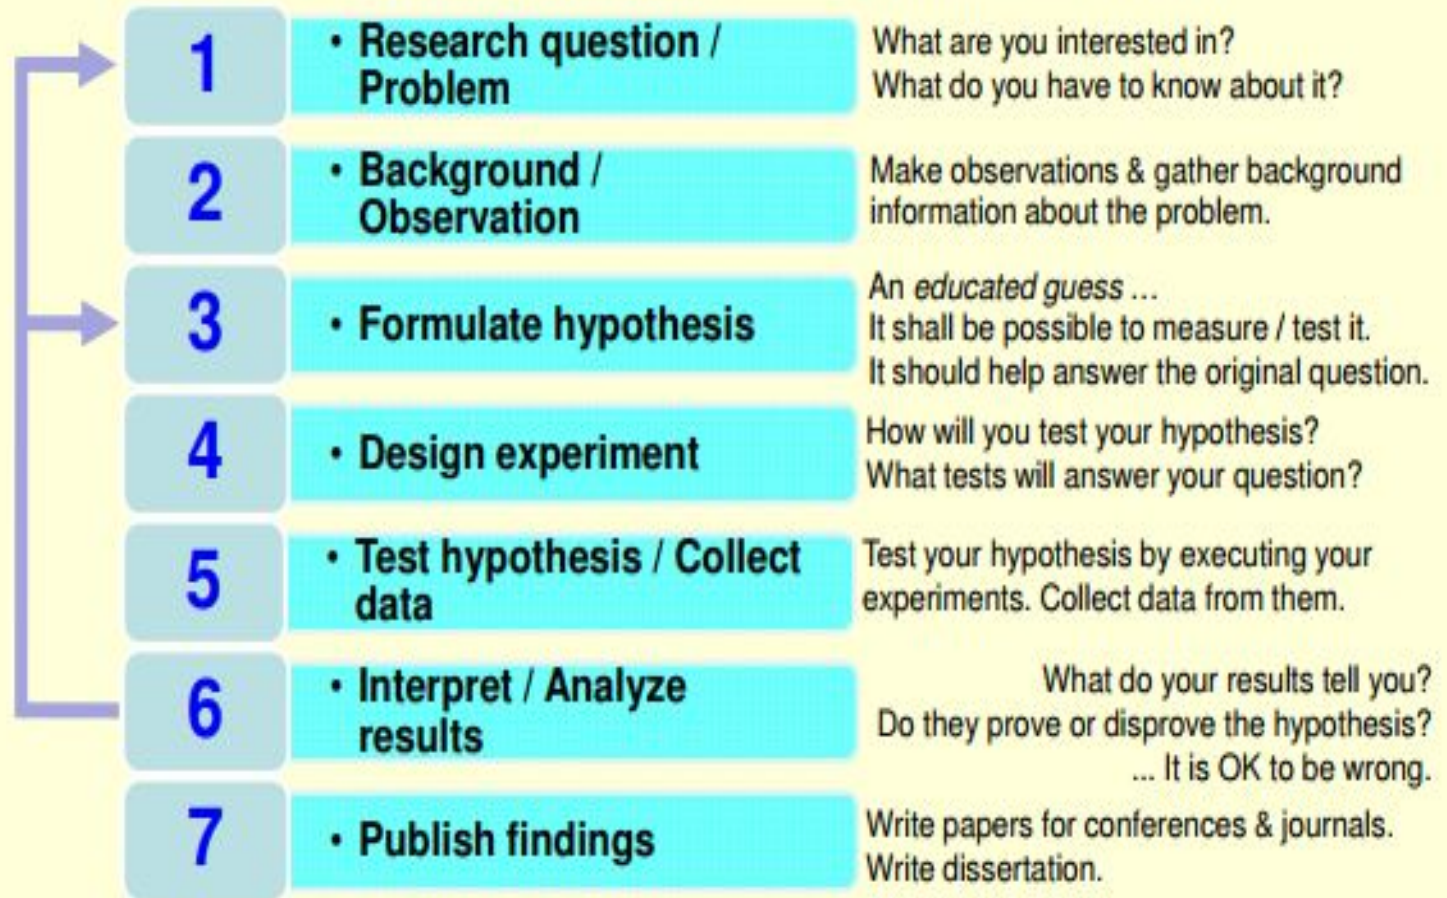 1
• Research question /
Problem
What are you interested in?
What do you have to know about it?
2
• Background /
Observation
Make observations & gather background
information about the problem.
3
• Formulate hypothesis
An educated guess ...
It shall be possible to measure / test it.
It should help answer the original question.
4
• Design experiment
How will you test your hypothesis?
What tests will answer your question?
5
• Test hypothesis / Collect
data
Test your hypothesis by executing your
experiments. Collect data from them.
6
• Interpret / Analyze
results
What do your results tell you?
Do they prove or disprove the hypothesis?
... It is OK to be wrong.
7
• Publish findings
Write papers for conferences & journals.
Write dissertation.